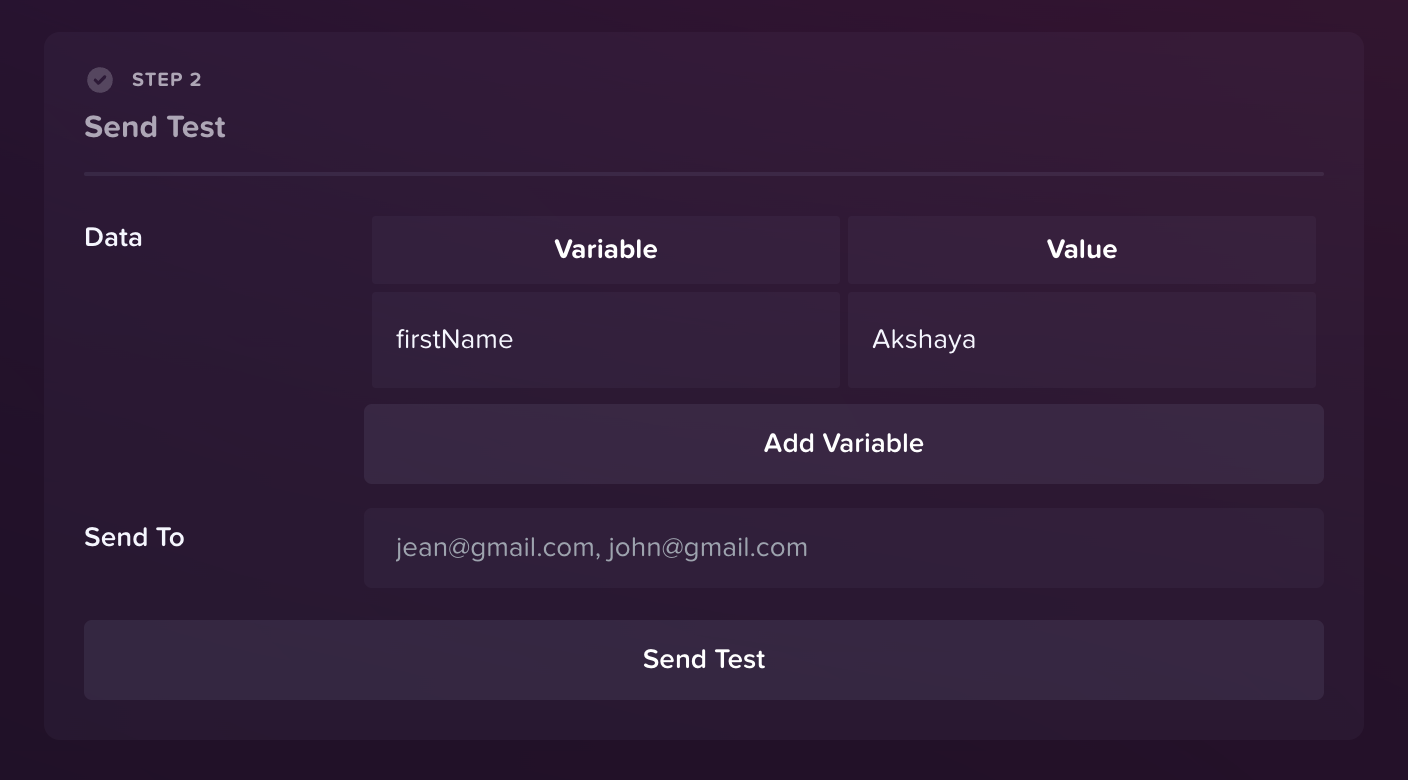 STEP 2
Send Test
Data
Variable Value
firstName Akshaya
Add Variable
Send To
jean@gmail.com, john@gmail.com
Send Test